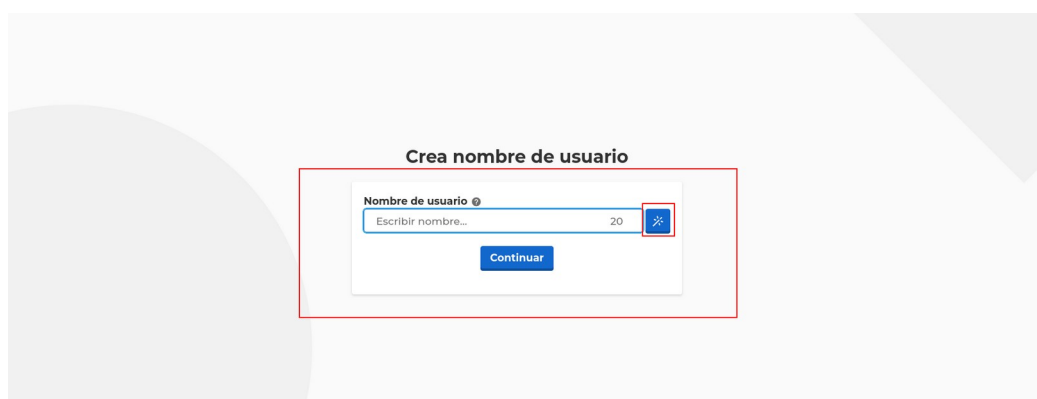 Crea nombre de usuario
Nombre de usuario
Escribir nombre... 20
Continuar